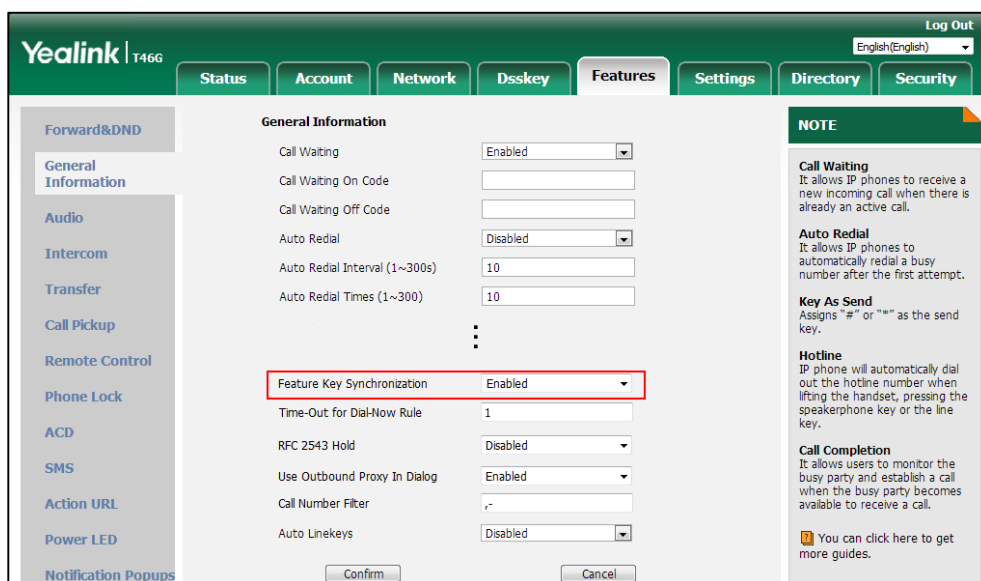 Log Out
Yealink | T46G
English(English)
Status Account Network Dsskey Features Settings Directory Security
Forward&DND
General Information
Audio
Intercom
Transfer
Call Pickup
Remote Control
Phone Lock
ACD
SMS
Action URL
Power LED
Notification Popups
General Information
Call Waiting Enabled
Call Waiting On Code
Call Waiting Off Code
Auto Redial Disabled
Auto Redial Interval (1~300s) 10
Auto Redial Times (1~300) 10
Feature Key Synchronization Enabled
Time-Out for Dial-Now Rule 1
RFC 2543 Hold Disabled
Use Outbound Proxy In Dialog Enabled
Call Number Filter ,-
Auto Linekeys Disabled
Confirm Cancel
NOTE
Call Waiting
It allows IP phones to receive a
new incoming call when there is
already an active call.
Auto Redial
It allows IP phones to
automatically redial a busy
number after the first attempt.
Key As Send
Assigns "#" or "*" as the send
key.
Hotline
IP phone will automatically dial
out the hotline number when
lifting the handset, pressing the
speakerphone key or the line
key.
Call Completion
It allows users to monitor the
busy party and establish a call
when the busy party becomes
available to receive a call.
You can click here to get
more guides.